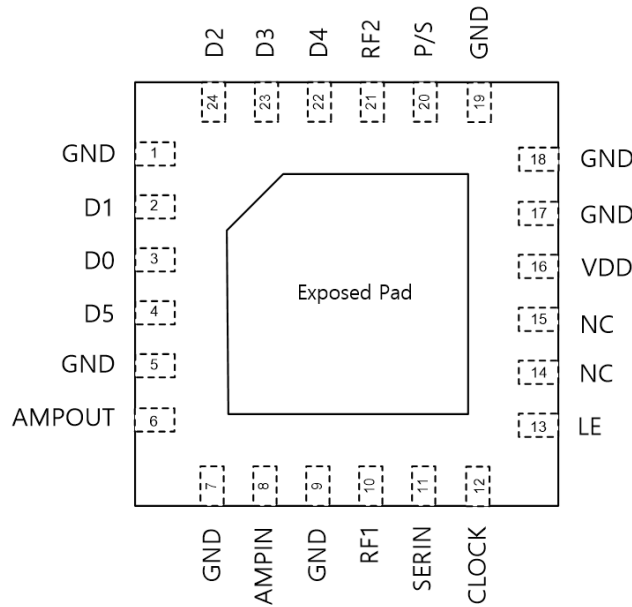 D2
D3
D4
RF2
P/S
GND
24
23
22
21
20
19
GND 1
D1 2
D0 3
D5 4
GND 5
AMPOUT 6
Exposed Pad
18 GND
17 GND
16 VDD
15 NC
14 NC
13 LE
7
8
9
10
11
12
GND
AMPIN
GND
RF1
SERIN
CLOCK